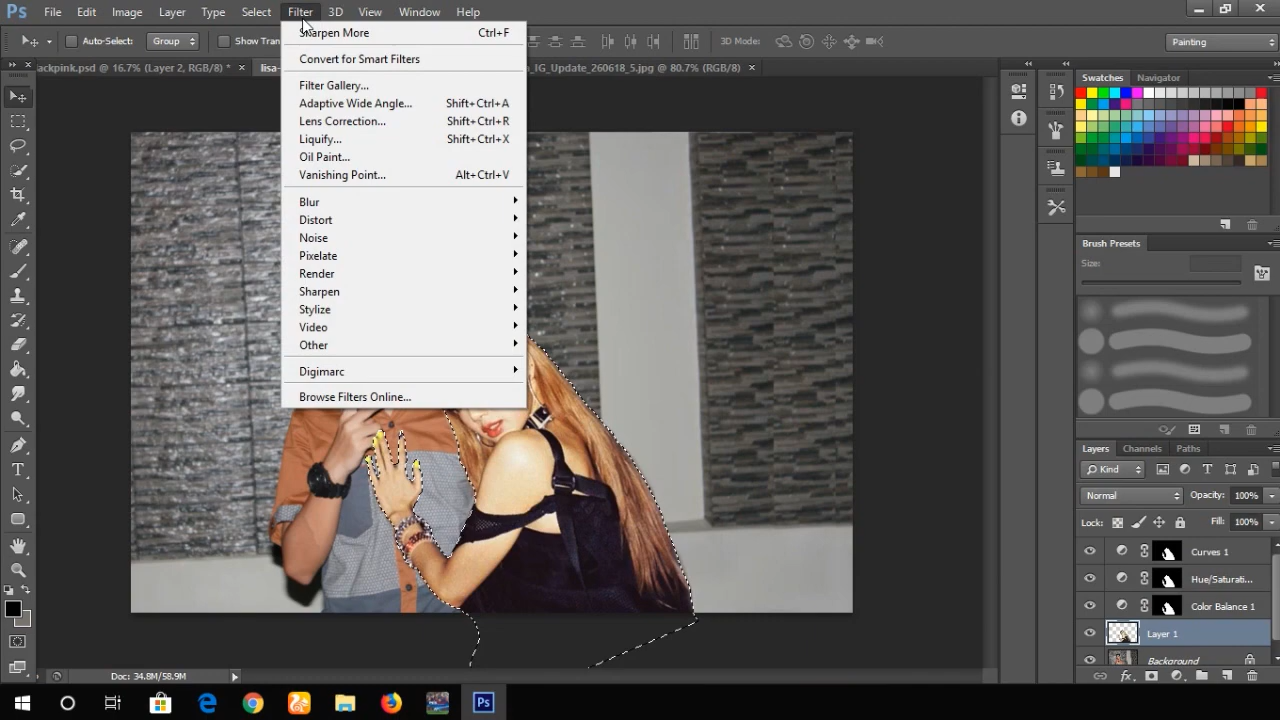 Ps File Edit Image Layer Type Select Filter 3D View Window Help
Auto-Select: Group Show Tran 3D Mode: Painting
ackpink.psd @ 16.7% (Layer 2, RGB/8) * × lisa- n_IG_Update_260618_5.jpg @ 80.7% (RGB/8) ×
Sharpen More Ctrl+F
Convert for Smart Filters
Filter Gallery...
Adaptive Wide Angle... Shift+Ctrl+A
Lens Correction... Shift+Ctrl+R
Liquify... Shift+Ctrl+X
Oil Paint...
Vanishing Point... Alt+Ctrl+V
Blur
Distort
Noise
Pixelate
Render
Sharpen
Stylize
Video
Other
Digimarc
Browse Filters Online...
Swatches Navigator
Brush Presets
Size:
Layers Channels Paths
Kind
Normal Opacity: 100%
Lock: Fill: 100%
Curves 1
Hue/Saturati...
Color Balance 1
Layer 1
Background
Doc: 34.8M/58.9M
Ps